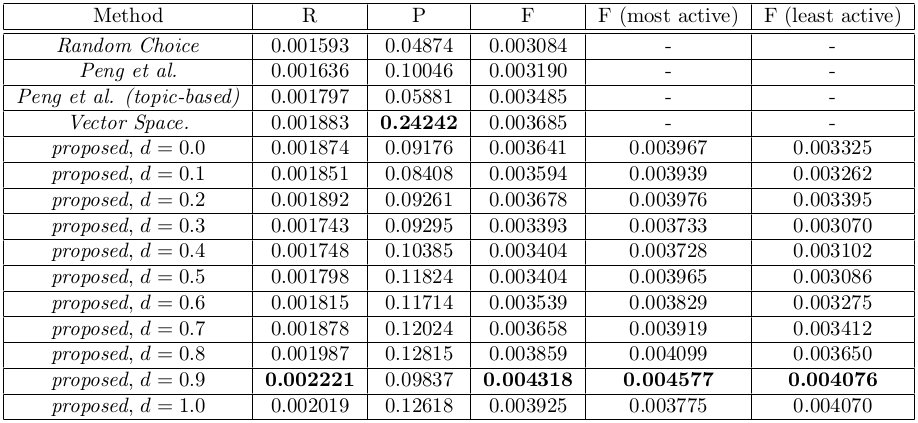 Method R P F F (most active) F (least active)
Random Choice 0.001593 0.04874 0.003084 - -
Peng et al. 0.001636 0.10046 0.003190 - -
Peng et al. (topic-based) 0.001797 0.05881 0.003485 - -
Vector Space. 0.001883 0.24242 0.003685 - -
proposed, d = 0.0 0.001874 0.09176 0.003641 0.003967 0.003325
proposed, d = 0.1 0.001851 0.08408 0.003594 0.003939 0.003262
proposed, d = 0.2 0.001892 0.09261 0.003678 0.003976 0.003395
proposed, d = 0.3 0.001743 0.09295 0.003393 0.003733 0.003070
proposed, d = 0.4 0.001748 0.10385 0.003404 0.003728 0.003102
proposed, d = 0.5 0.001798 0.11824 0.003404 0.003965 0.003086
proposed, d = 0.6 0.001815 0.11714 0.003539 0.003829 0.003275
proposed, d = 0.7 0.001878 0.12024 0.003658 0.003919 0.003412
proposed, d = 0.8 0.001987 0.12815 0.003859 0.004099 0.003650
proposed, d = 0.9 0.002221 0.09837 0.004318 0.004577 0.004076
proposed, d = 1.0 0.002019 0.12618 0.003925 0.003775 0.004070